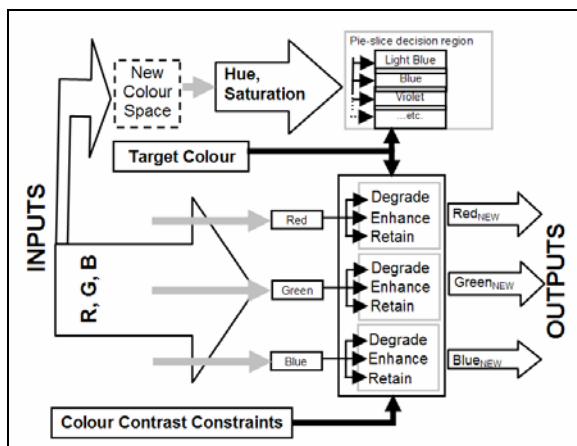 Pie-slice decision region
New
Colour
Space
Hue,
Saturation
Light Blue
Blue
Violet
...etc.
Target Colour
INPUTS
R, G, B
Red
Degrade
Enhance
Retain
RedNEW
Green
Degrade
Enhance
Retain
GreenNEW
Blue
Degrade
Enhance
Retain
BlueNEW
OUTPUTS
Colour Contrast Constraints